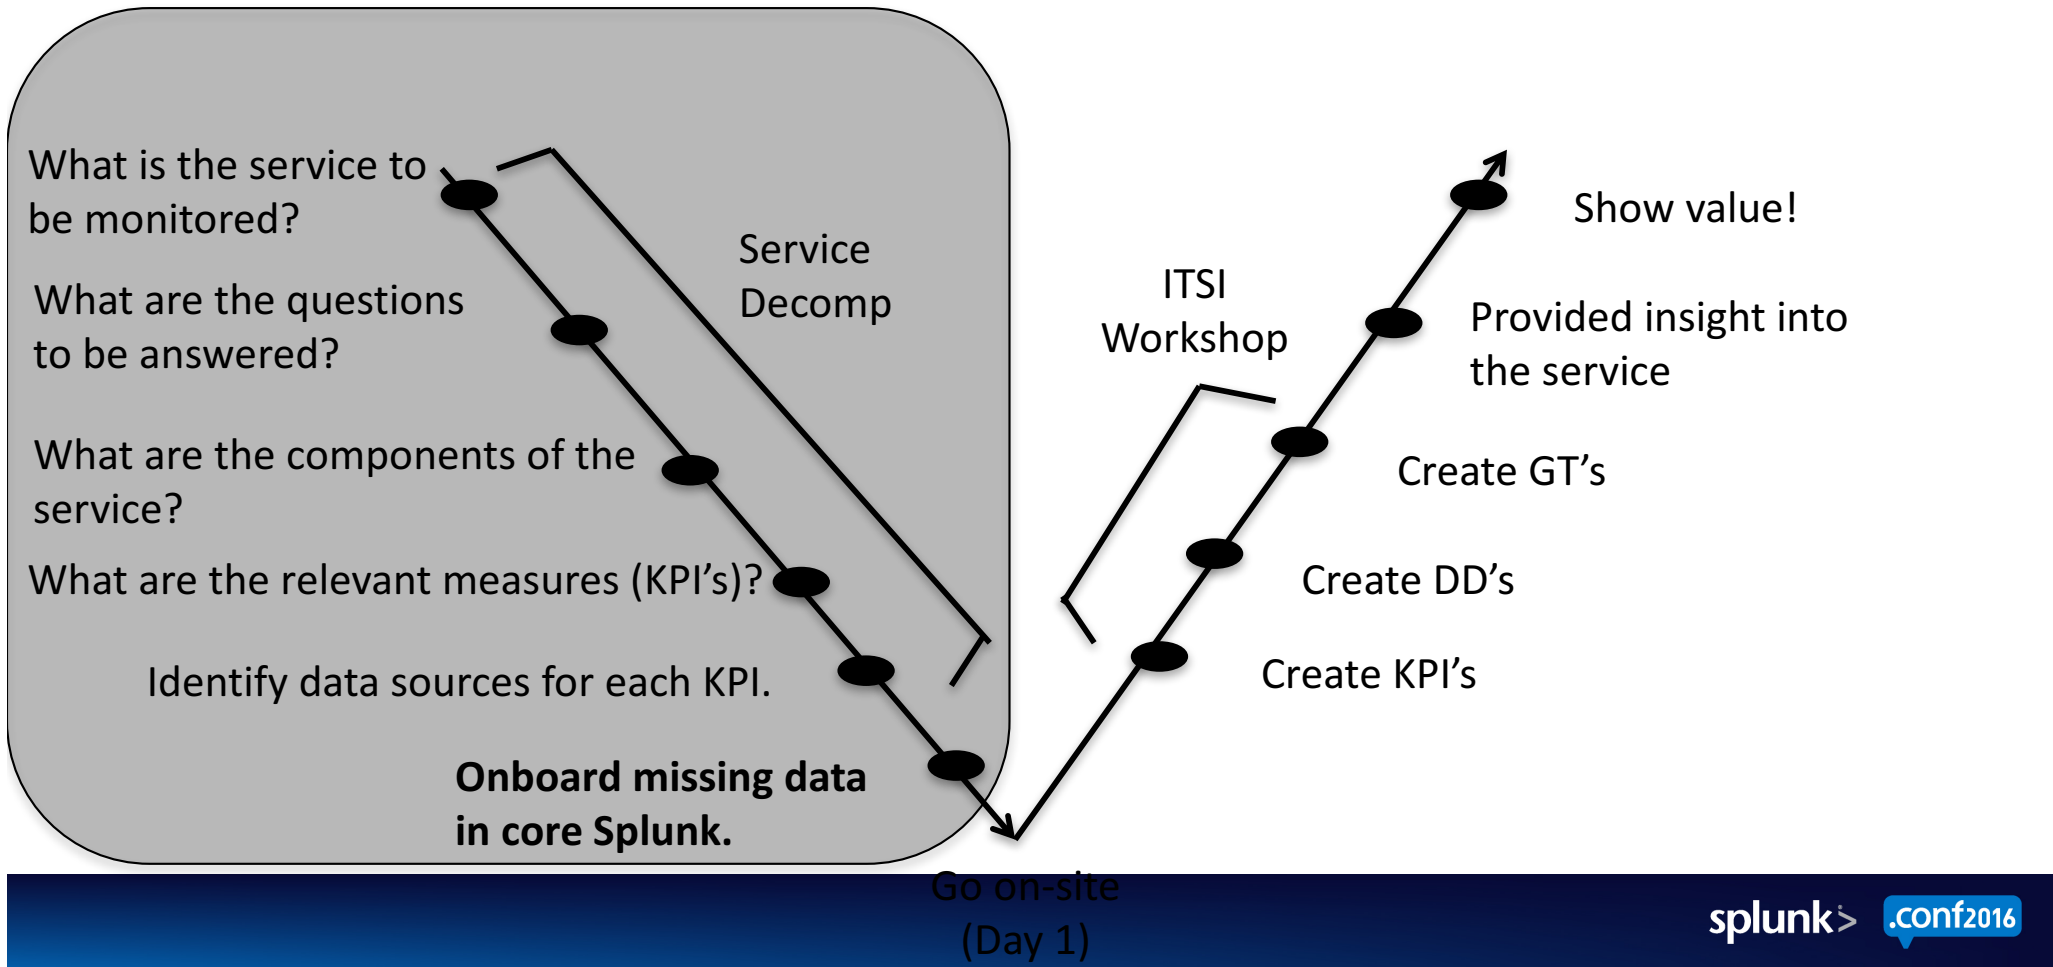 What is the service to
be monitored?
What are the questions
to be answered?
What are the components of the
service?
What are the relevant measures (KPI's)?
Identify data sources for each KPI.
Onboard missing data
in core Splunk.
Service
Decomp
Go on-site
(Day 1)
ITSI
Workshop
Show value!
Provided insight into
the service
Create GT’s
Create DD’s
Create KPI’s
splunk>
.conf2016